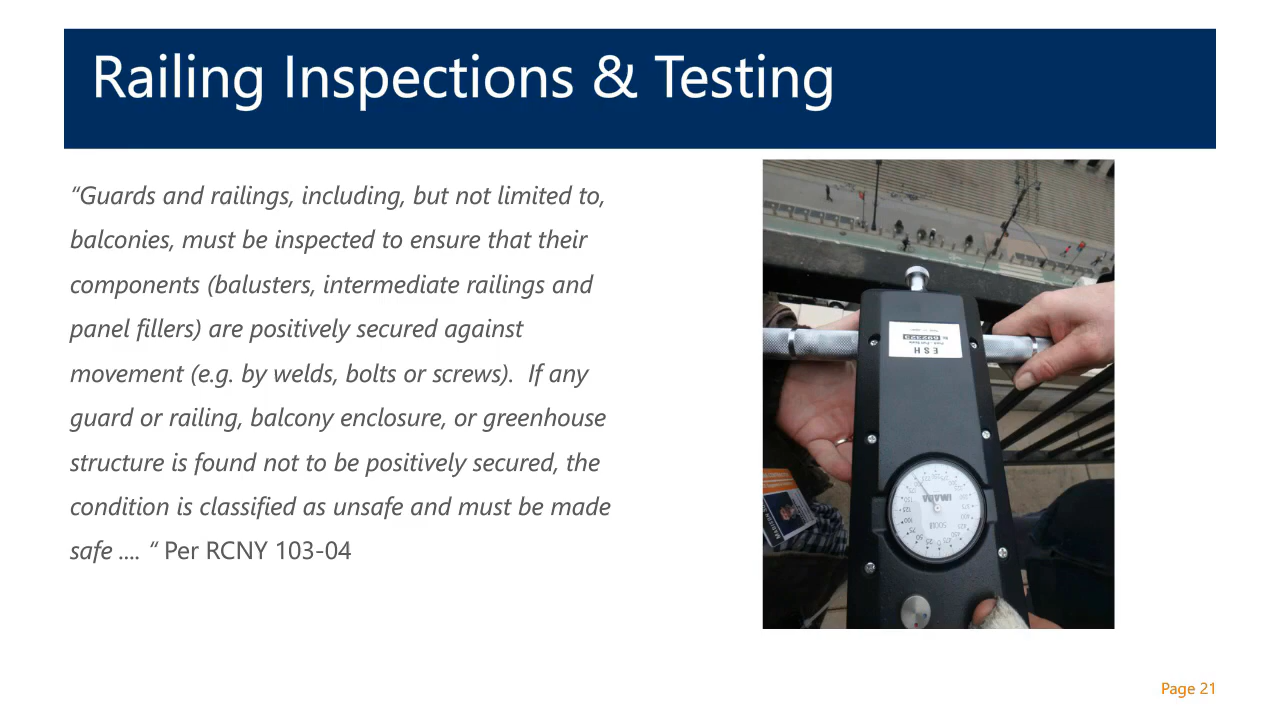 Railing Inspections & Testing
“Guards and railings, including, but not limited to,
balconies, must be inspected to ensure that their
components (balusters, intermediate railings and
panel fillers) are positively secured against
movement (e.g. by welds, bolts or screws).  If any
guard or railing, balcony enclosure, or greenhouse
structure is found not to be positively secured, the
condition is classified as unsafe and must be made
safe .... “ Per RCNY 103-04
ESH
IMADA
Page 21